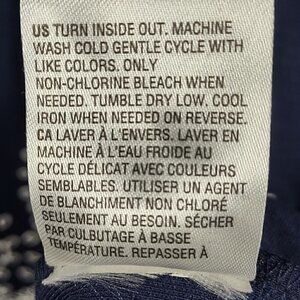 US TURN INSIDE OUT. MACHINE
WASH COLD GENTLE CYCLE WITH
LIKE COLORS. ONLY
NON-CHLORINE BLEACH WHEN
NEEDED. TUMBLE DRY LOW. COOL
IRON WHEN NEEDED ON REVERSE.
CA LAVER À L'ENVERS. LAVER EN
MACHINE À L'EAU FROIDE AU
CYCLE DÉLICAT AVEC COULEURS
SEMBLABLES. UTILISER UN AGENT
DE BLANCHIMENT NON CHLORÉ
SEULEMENT AU BESOIN. SÉCHER
PAR CULBUTAGE À BASSE
TEMPÉRATURE. REPASSER À